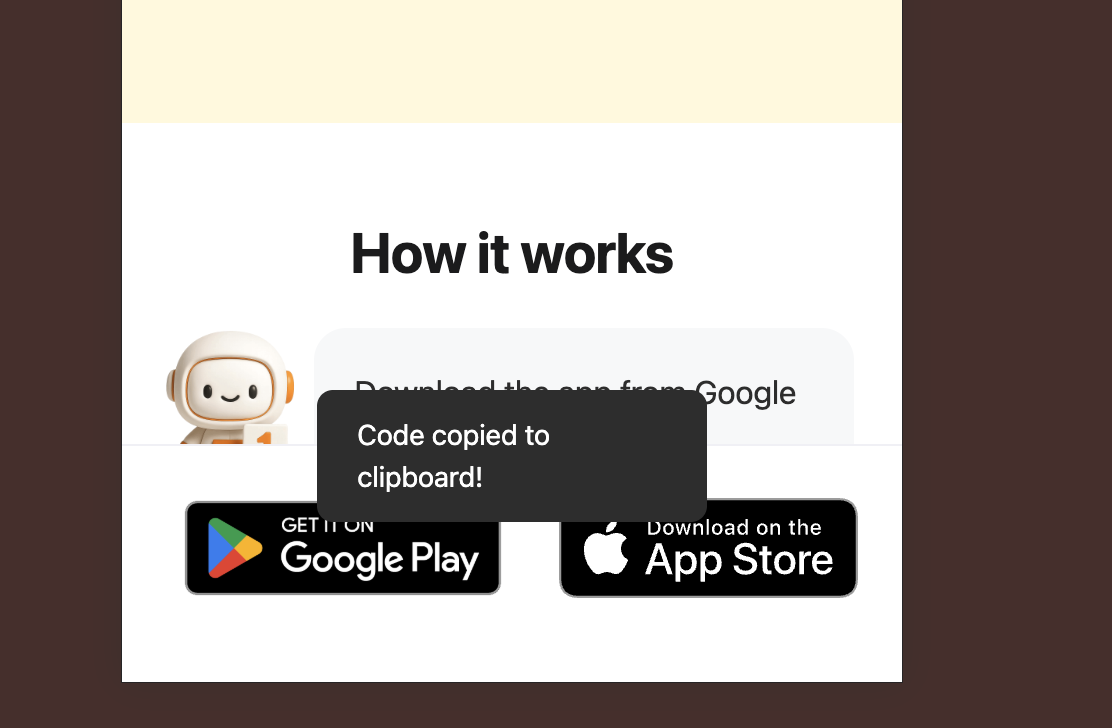 How it works
Download the app from Google
1
Code copied to
clipboard!
GET IT ON
Google Play
Download on the
App Store